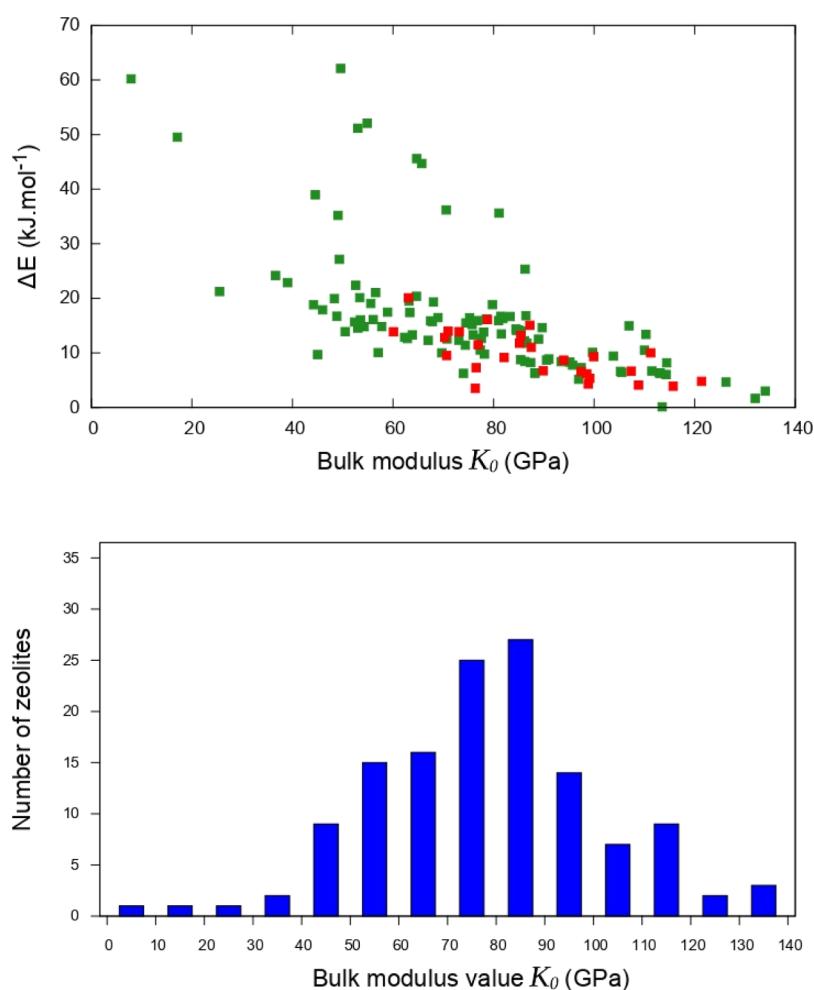 70
60
50
40
30
20
10
0
ΔE (kJ.mol-1)
0 20 40 60 80 100 120 140
Bulk modulus K0 (GPa)
35
30
25
20
15
10
5
0
Number of zeolites
0 10 20 30 40 50 60 70 80 90 100 110 120 130 140
Bulk modulus value K0 (GPa)